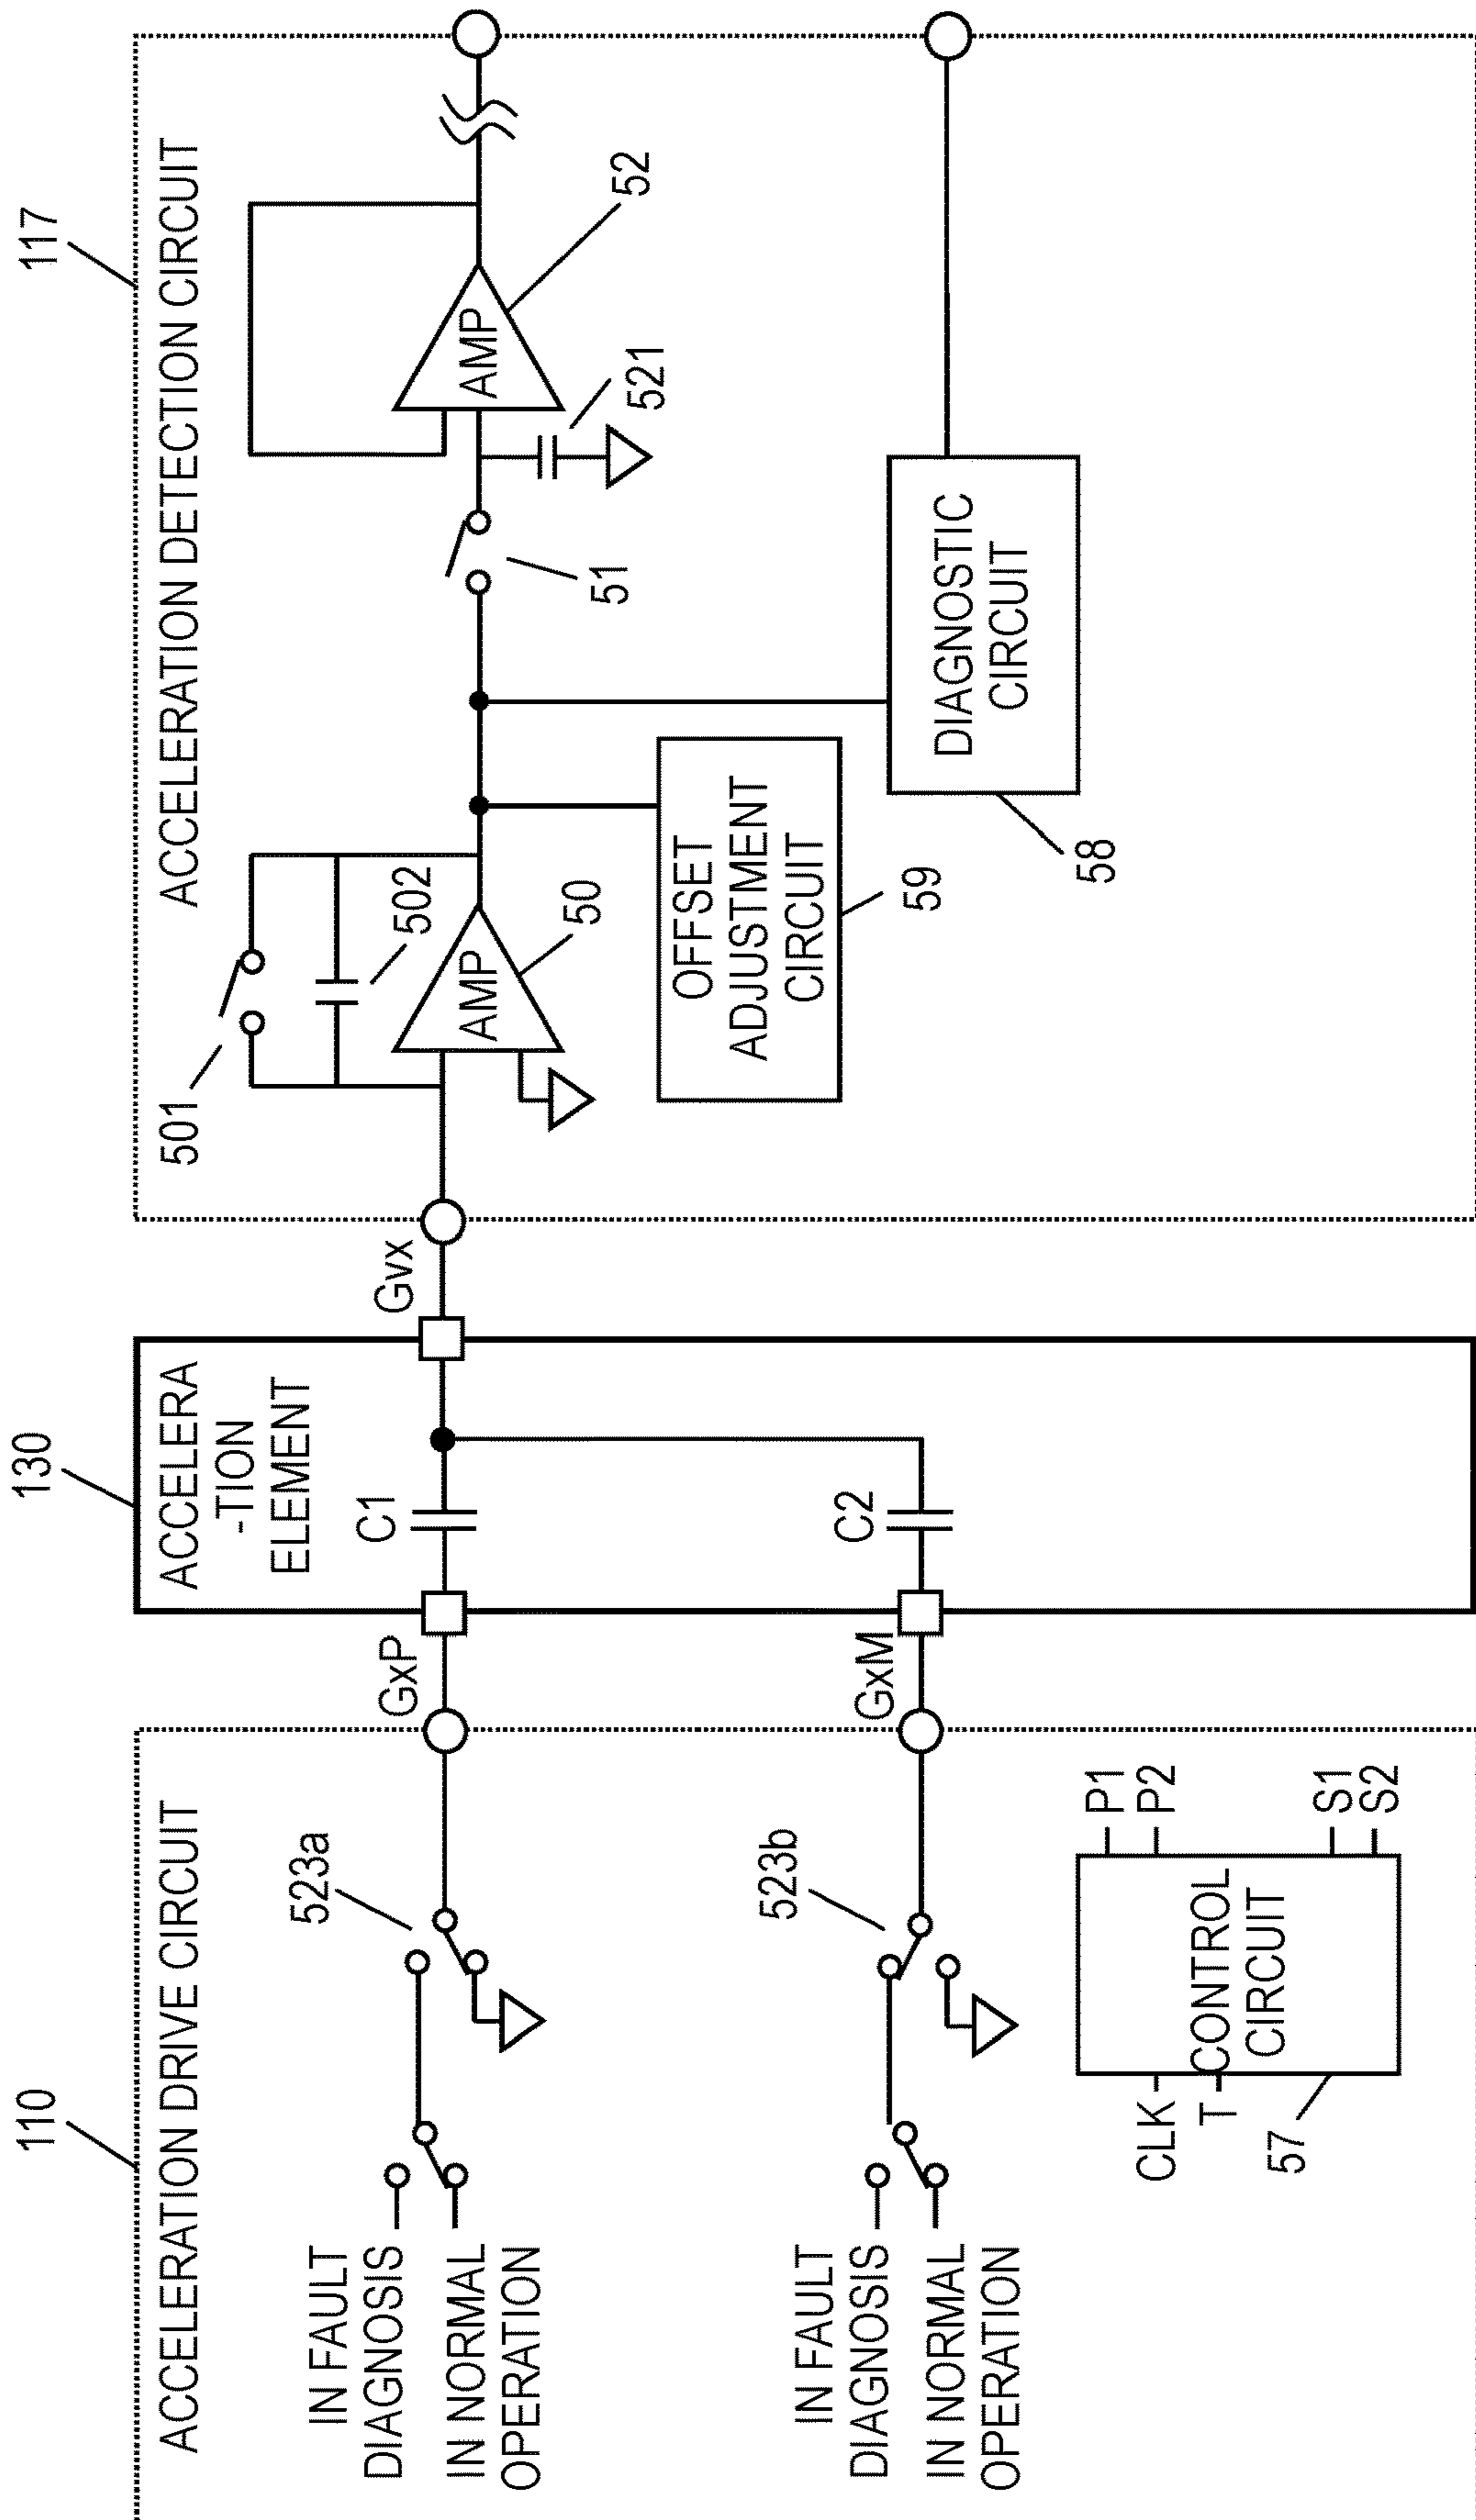 110
ACCELERATION DRIVE CIRCUIT
IN FAULT
DIAGNOSIS
IN NORMAL
OPERATION
523a
IN FAULT
DIAGNOSIS
IN NORMAL
OPERATION
523b
CLK
T
CONTROL
CIRCUIT
57
P1
P2
S1
S2
GxP
GxM
130
ACCELERA
-TION
ELEMENT
C1
C2
Gvx
117
ACCELERATION DETECTION CIRCUIT
501
502
AMP
50
OFFSET
ADJUSTMENT
CIRCUIT
59
51
AMP
52
521
DIAGNOSTIC
CIRCUIT
58